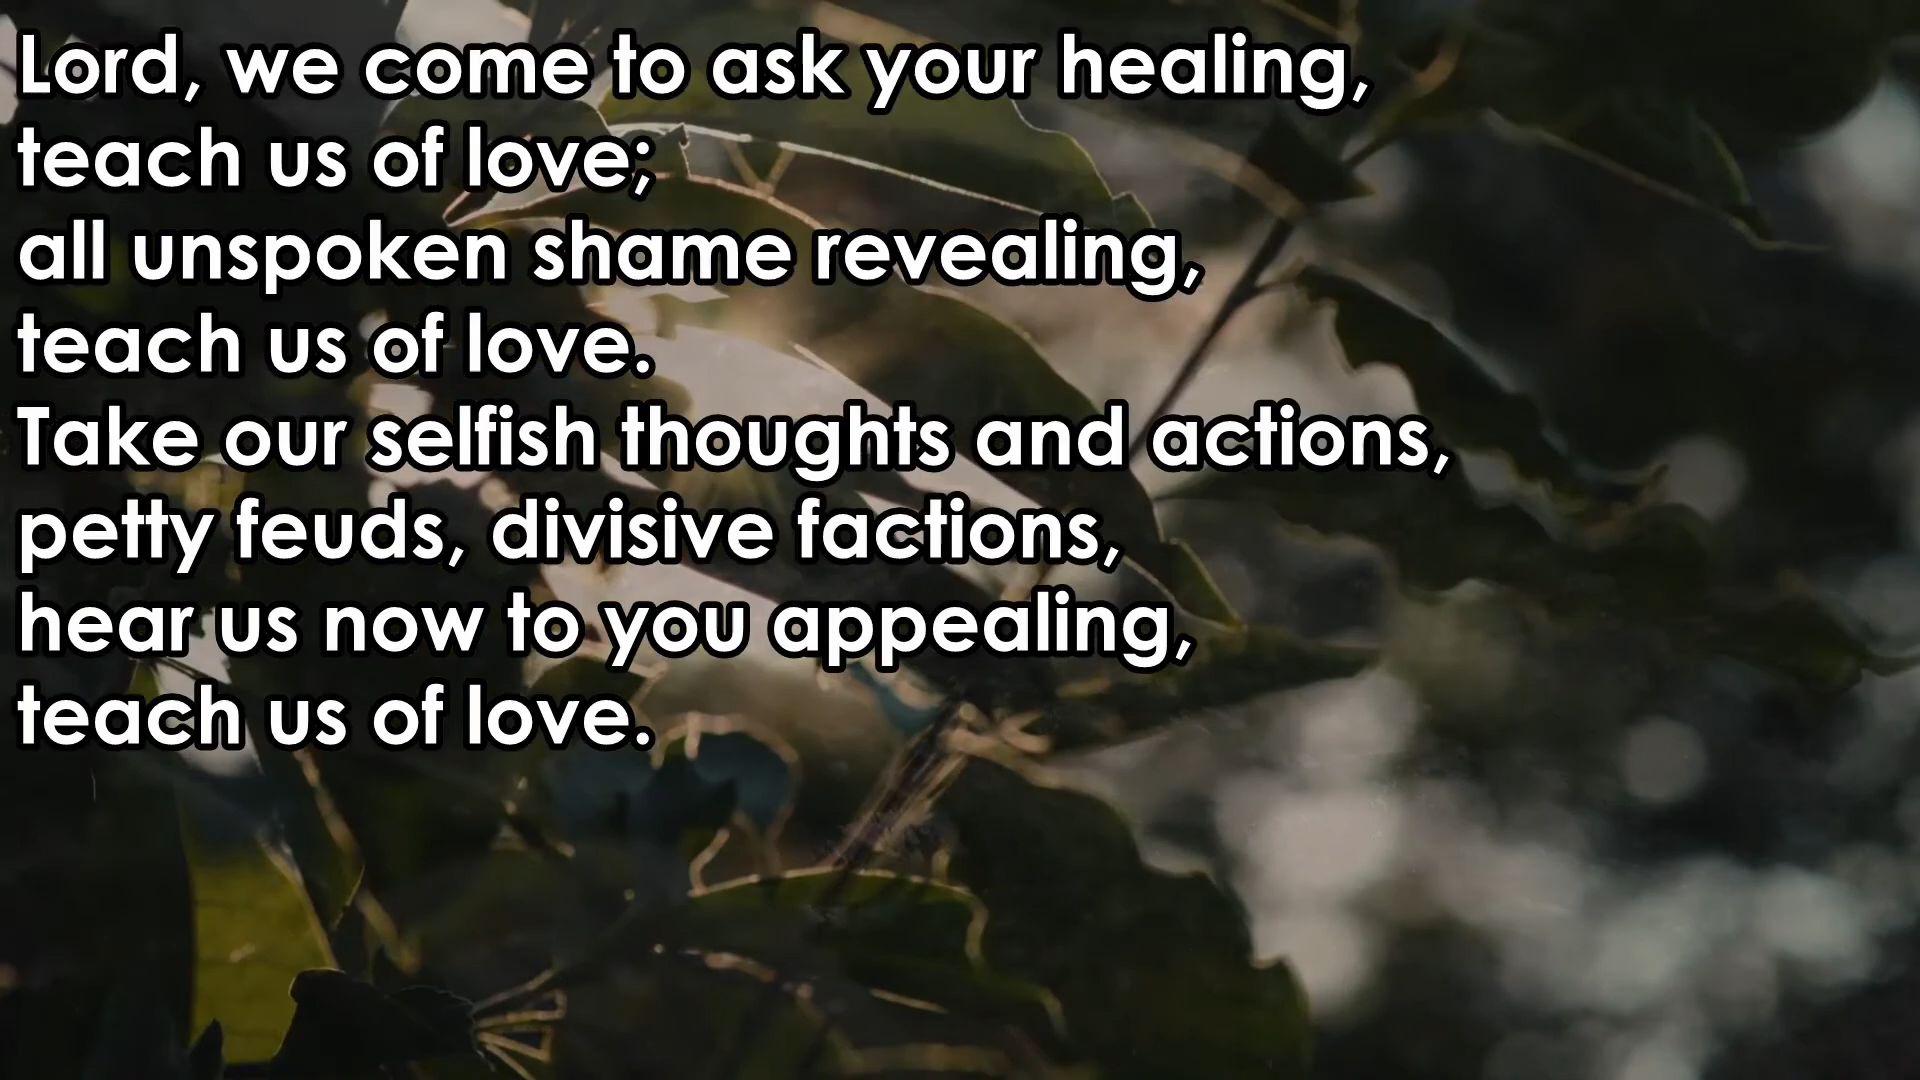 Lord, we come to ask your healing,
teach us of love;
all unspoken shame revealing,
teach us of love.
Take our selfish thoughts and actions,
petty feuds, divisive factions,
hear us now to you appealing,
teach us of love.